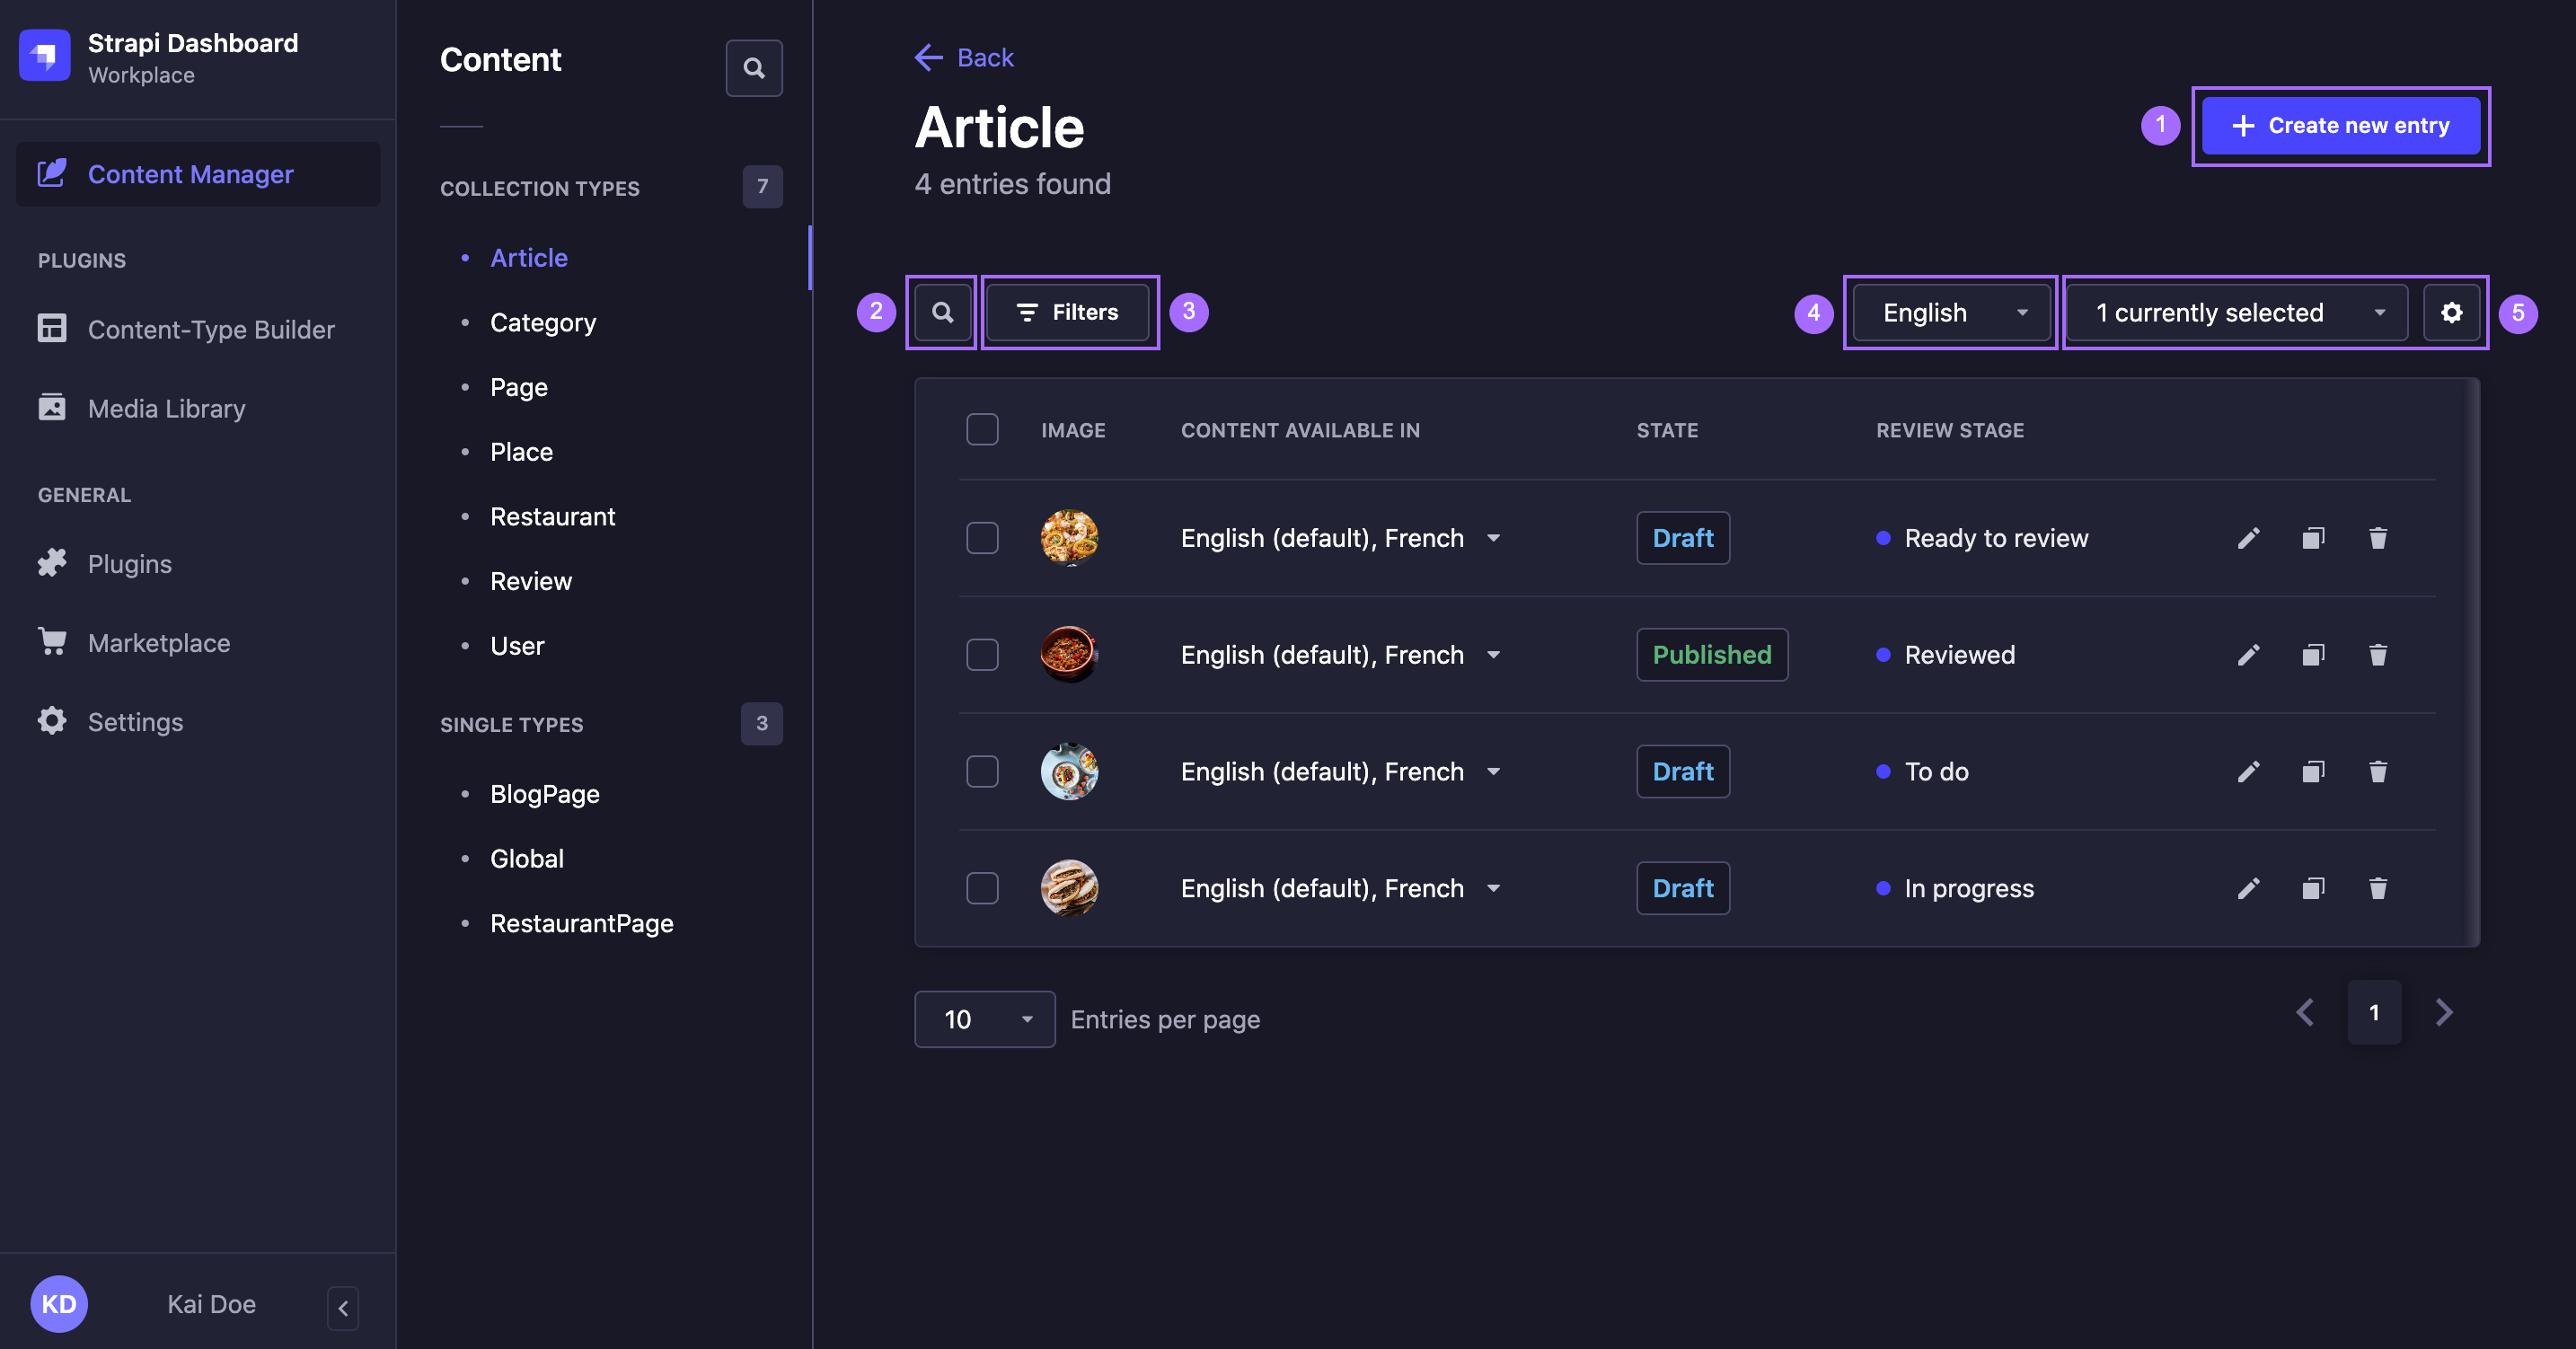 Strapi Dashboard
Workplace
Content Manager
PLUGINS
Content-Type Builder
Media Library
GENERAL
Plugins
Marketplace
Settings
KD
Kai Doe
Content
COLLECTION TYPES 7
Article
Category
Page
Place
Restaurant
Review
User
SINGLE TYPES 3
BlogPage
Global
RestaurantPage
Back
Article
4 entries found
1 Create new entry
2 Filters 3 4 English 1 currently selected 5
IMAGE CONTENT AVAILABLE IN STATE REVIEW STAGE
English (default), French Draft Ready to review
English (default), French Published Reviewed
English (default), French Draft To do
English (default), French Draft In progress
10 Entries per page 1